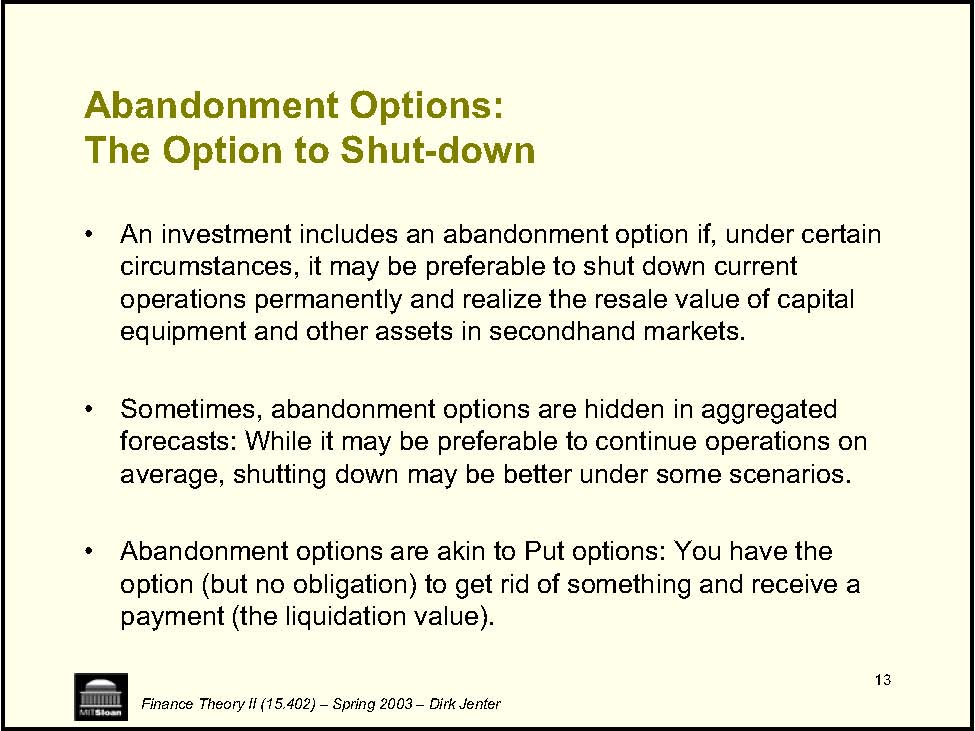 Abandonment Options:
The Option to Shut-down
• An investment includes an abandonment option if, under certain
circumstances, it may be preferable to shut down current
operations permanently and realize the resale value of capital
equipment and other assets in secondhand markets.
• Sometimes, abandonment options are hidden in aggregated
forecasts: While it may be preferable to continue operations on
average, shutting down may be better under some scenarios.
• Abandonment options are akin to Put options: You have the
option (but no obligation) to get rid of something and receive a
payment (the liquidation value).
13
MITSloan
Finance Theory II (15.402) – Spring 2003 – Dirk Jenter